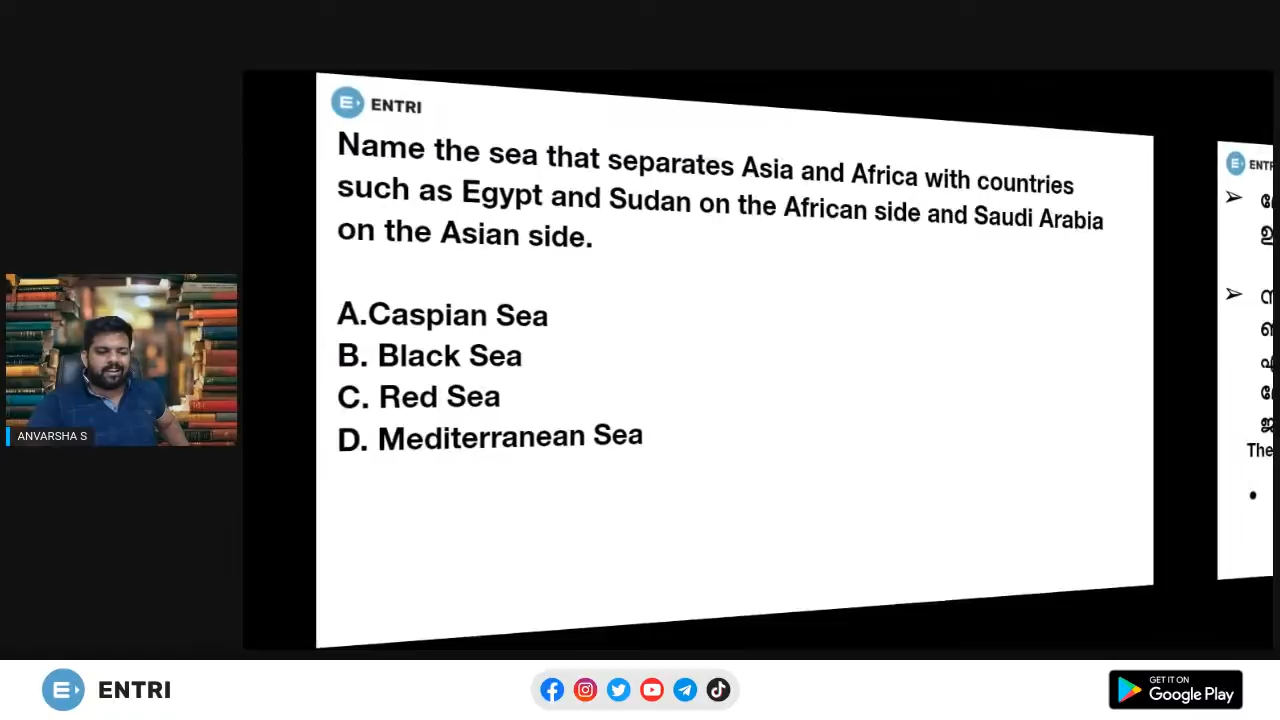 ENTRI
Name the sea that separates Asia and Africa with countries
such as Egypt and Sudan on the African side and Saudi Arabia
on the Asian side.
A.Caspian Sea
B. Black Sea
C. Red Sea
D. Mediterranean Sea
ANVARSHA S
The
ENTRI
GET IT ON
Google Play